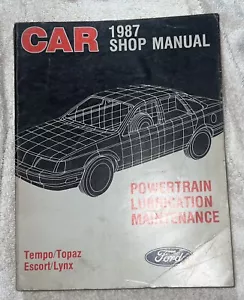 CAR 1987
SHOP MANUAL
POWERTRAIN
LUBRICATION
MAINTENANCE
Tempo/Topaz
Escort/Lynx
Ford